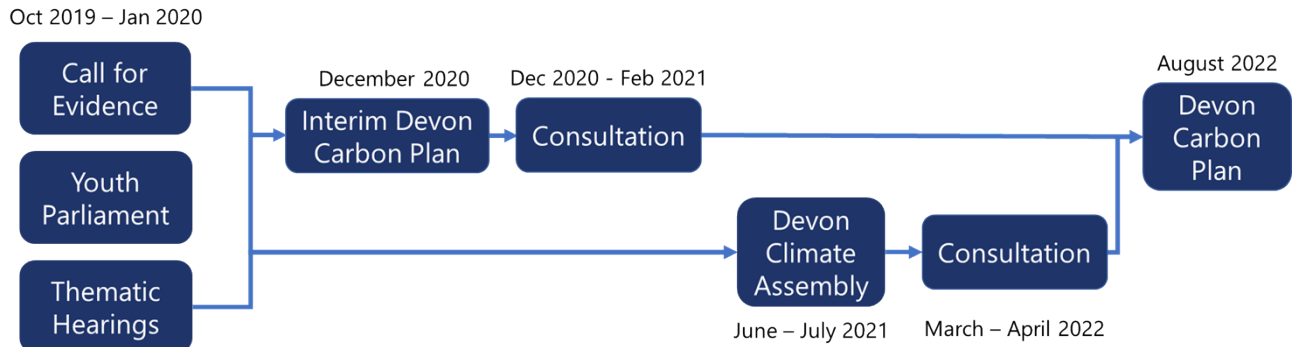 Oct 2019 – Jan 2020
Call for
Evidence
Youth
Parliament
Thematic
Hearings
December 2020
Interim Devon
Carbon Plan
Dec 2020 - Feb 2021
Consultation
Devon
Climate
Assembly
June – July 2021
Consultation
March – April 2022
August 2022
Devon
Carbon
Plan